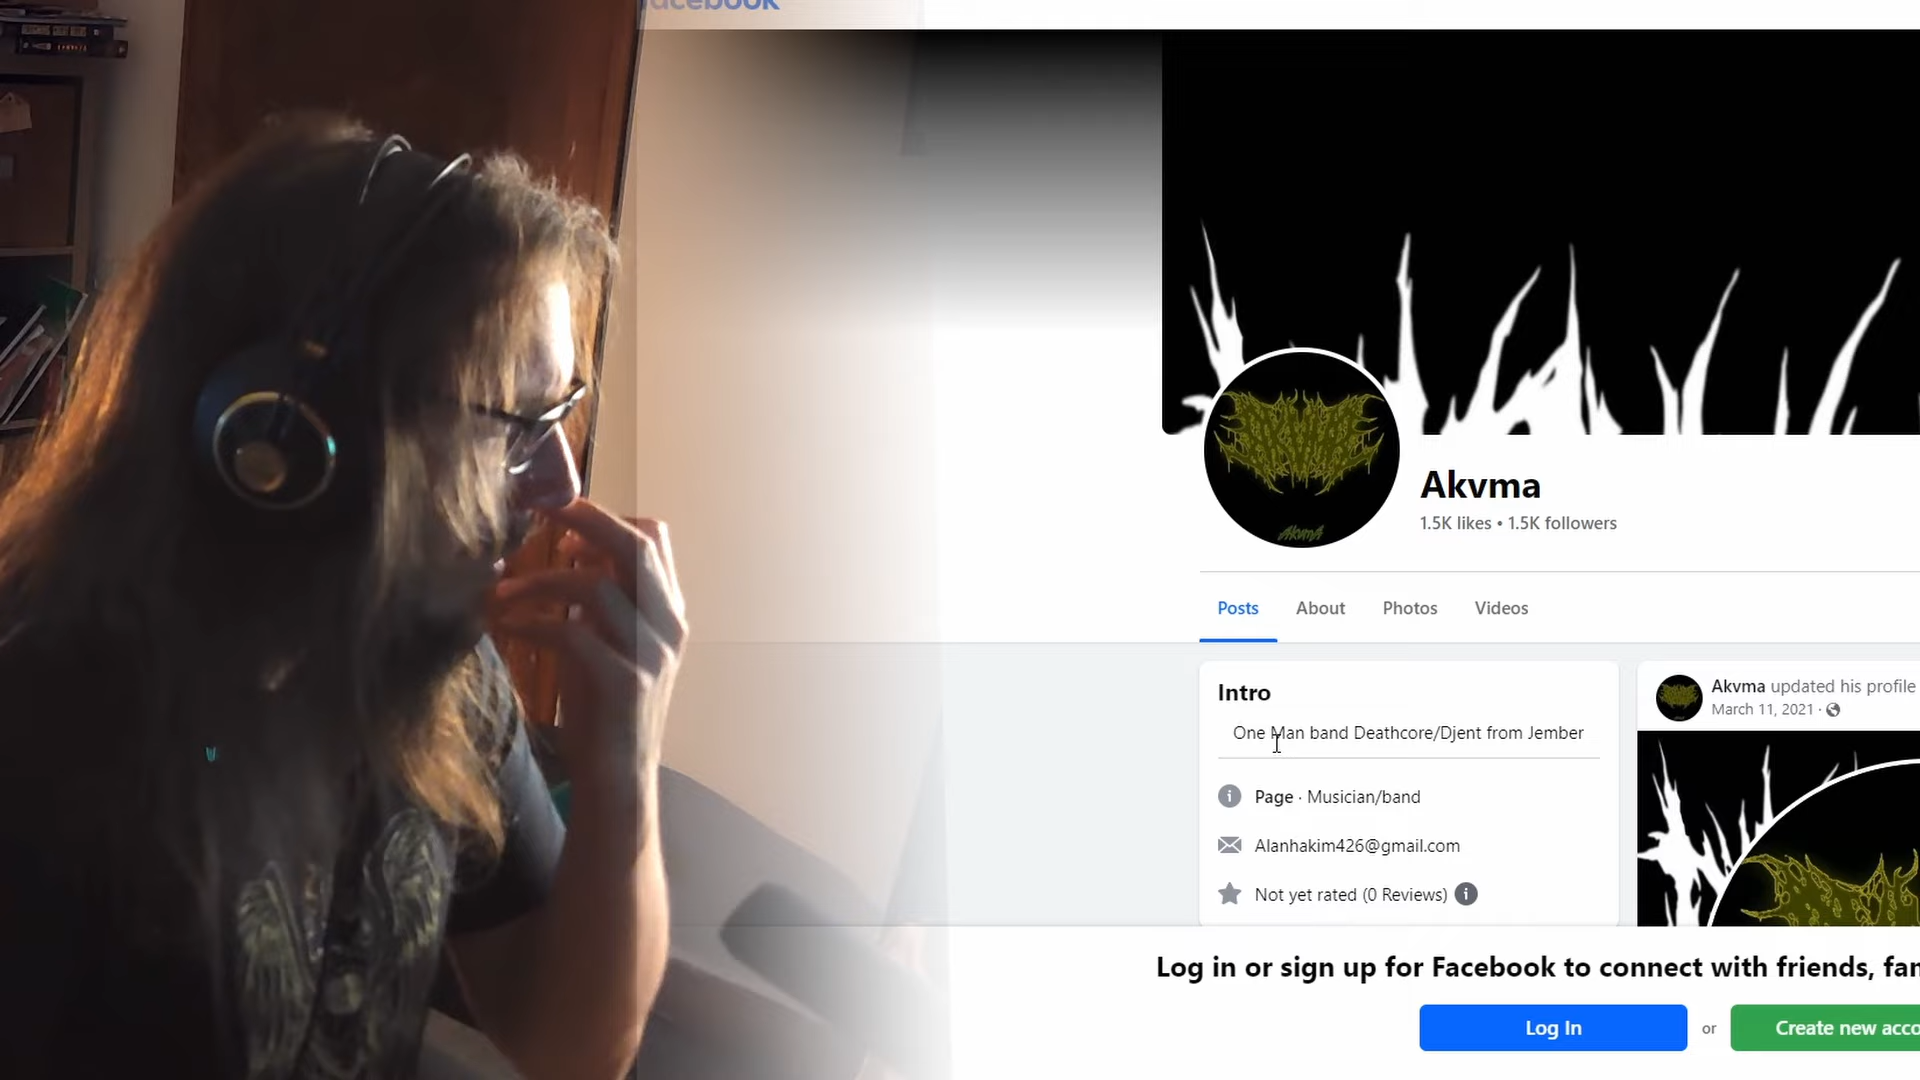 facebook
Akvma
1.5K likes • 1.5K followers
Posts About Photos Videos
Intro
One Man band Deathcore/Djent from Jember
Page · Musician/band
Alanhakim426@gmail.com
Not yet rated (0 Reviews)
Akvma updated his profile
March 11, 2021 ·
Log in or sign up for Facebook to connect with friends,
Log In or Create new